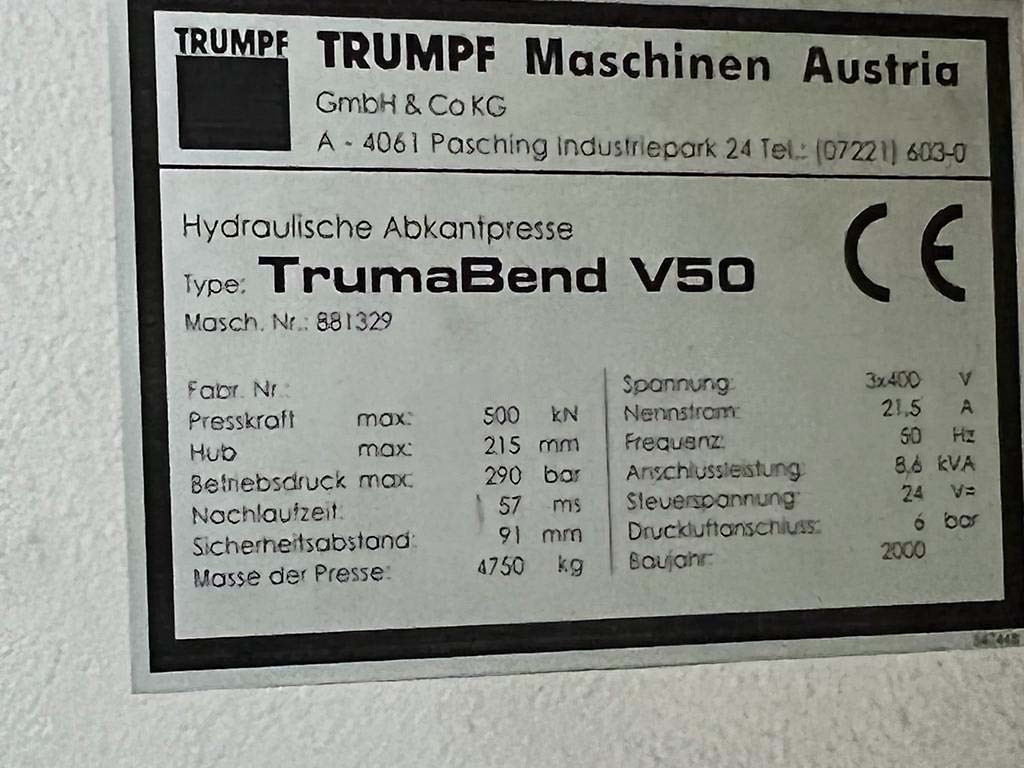 TRUMPF
TRUMPF Maschinen Austria
GmbH & Co KG
A - 4061 Pasching Industriepark 24 Tel.: (07221) 603-0
Hydraulische Abkantpresse
Type: TrumaBend V50 CE
Masch. Nr.: 881329
Fabr. Nr.:
Presskraft max: 500 kN
Hub max: 215 mm
Betriebsdruck max: 290 bar
Nachlaufzeit: 57 ms
Sicherheitsabstand: 91 mm
Masse der Presse: 4750 kg
Spannung: 3x400 V
Nennstrom: 21,5 A
Frequenz: 50 Hz
Anschlussleistung: 8,6 kVA
Steuerspannung: 24 V=
Druckluftanschluss: 6 bar
Baujahr: 2000